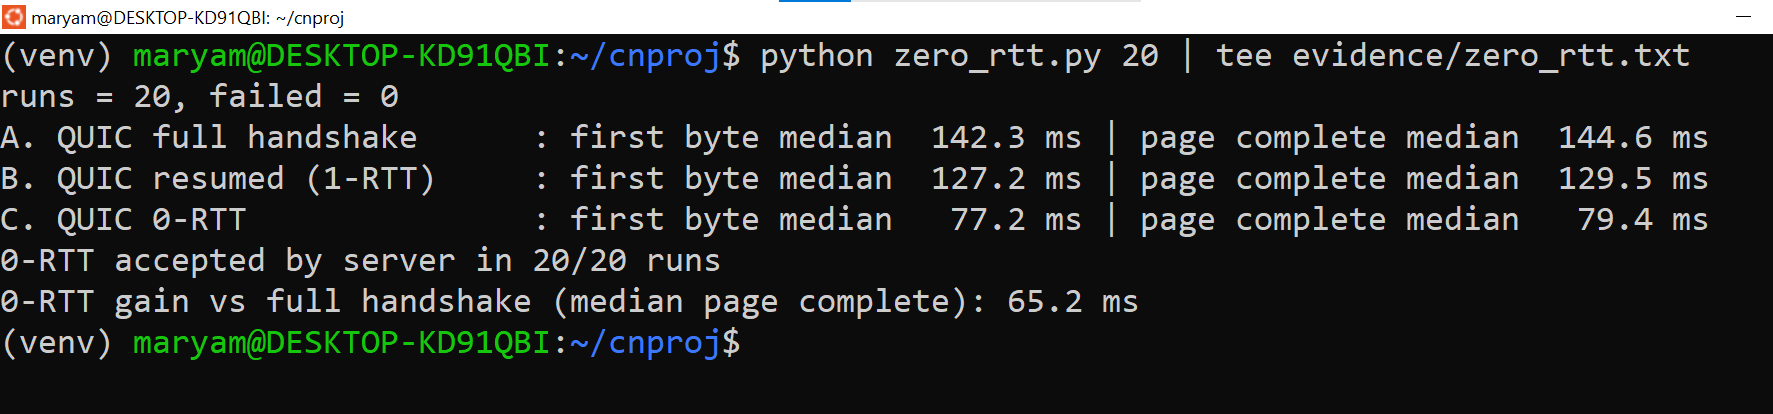 maryam@DESKTOP-KD91QBI: ~/cnproj
(venv) maryam@DESKTOP-KD91QBI:~/cnproj$ python zero_rtt.py 20 | tee evidence/zero_rtt.txt
runs = 20, failed = 0
A. QUIC full handshake      : first byte median  142.3 ms | page complete median  144.6 ms
B. QUIC resumed (1-RTT)     : first byte median  127.2 ms | page complete median  129.5 ms
C. QUIC 0-RTT               : first byte median   77.2 ms | page complete median   79.4 ms
0-RTT accepted by server in 20/20 runs
0-RTT gain vs full handshake (median page complete): 65.2 ms
(venv) maryam@DESKTOP-KD91QBI:~/cnproj$